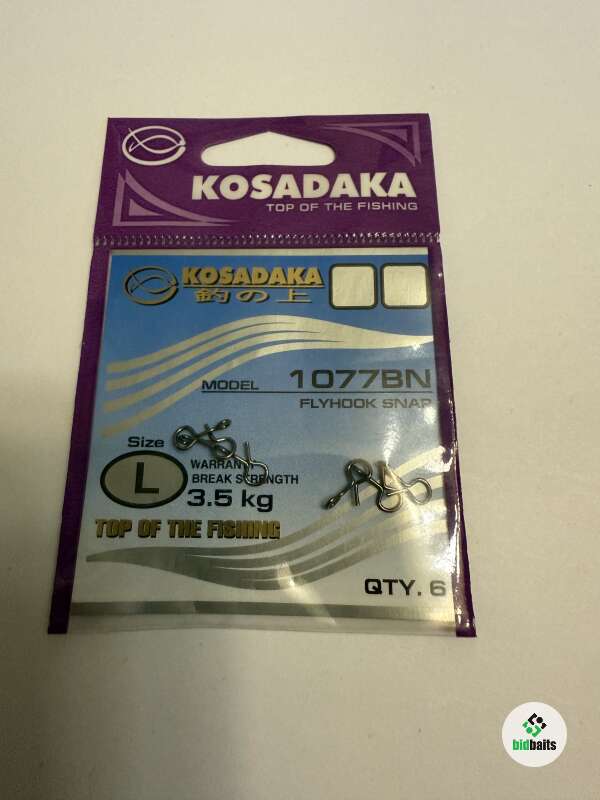 KOSADAKA
TOP OF THE FISHING
KOSADAKA
釣の上
MODEL 1077BN
FLYHOOK SNAP
Size
L
WARRANTY
BREAK STRENGTH
3.5 kg
TOP OF THE FISHING
QTY. 6
bidbaits